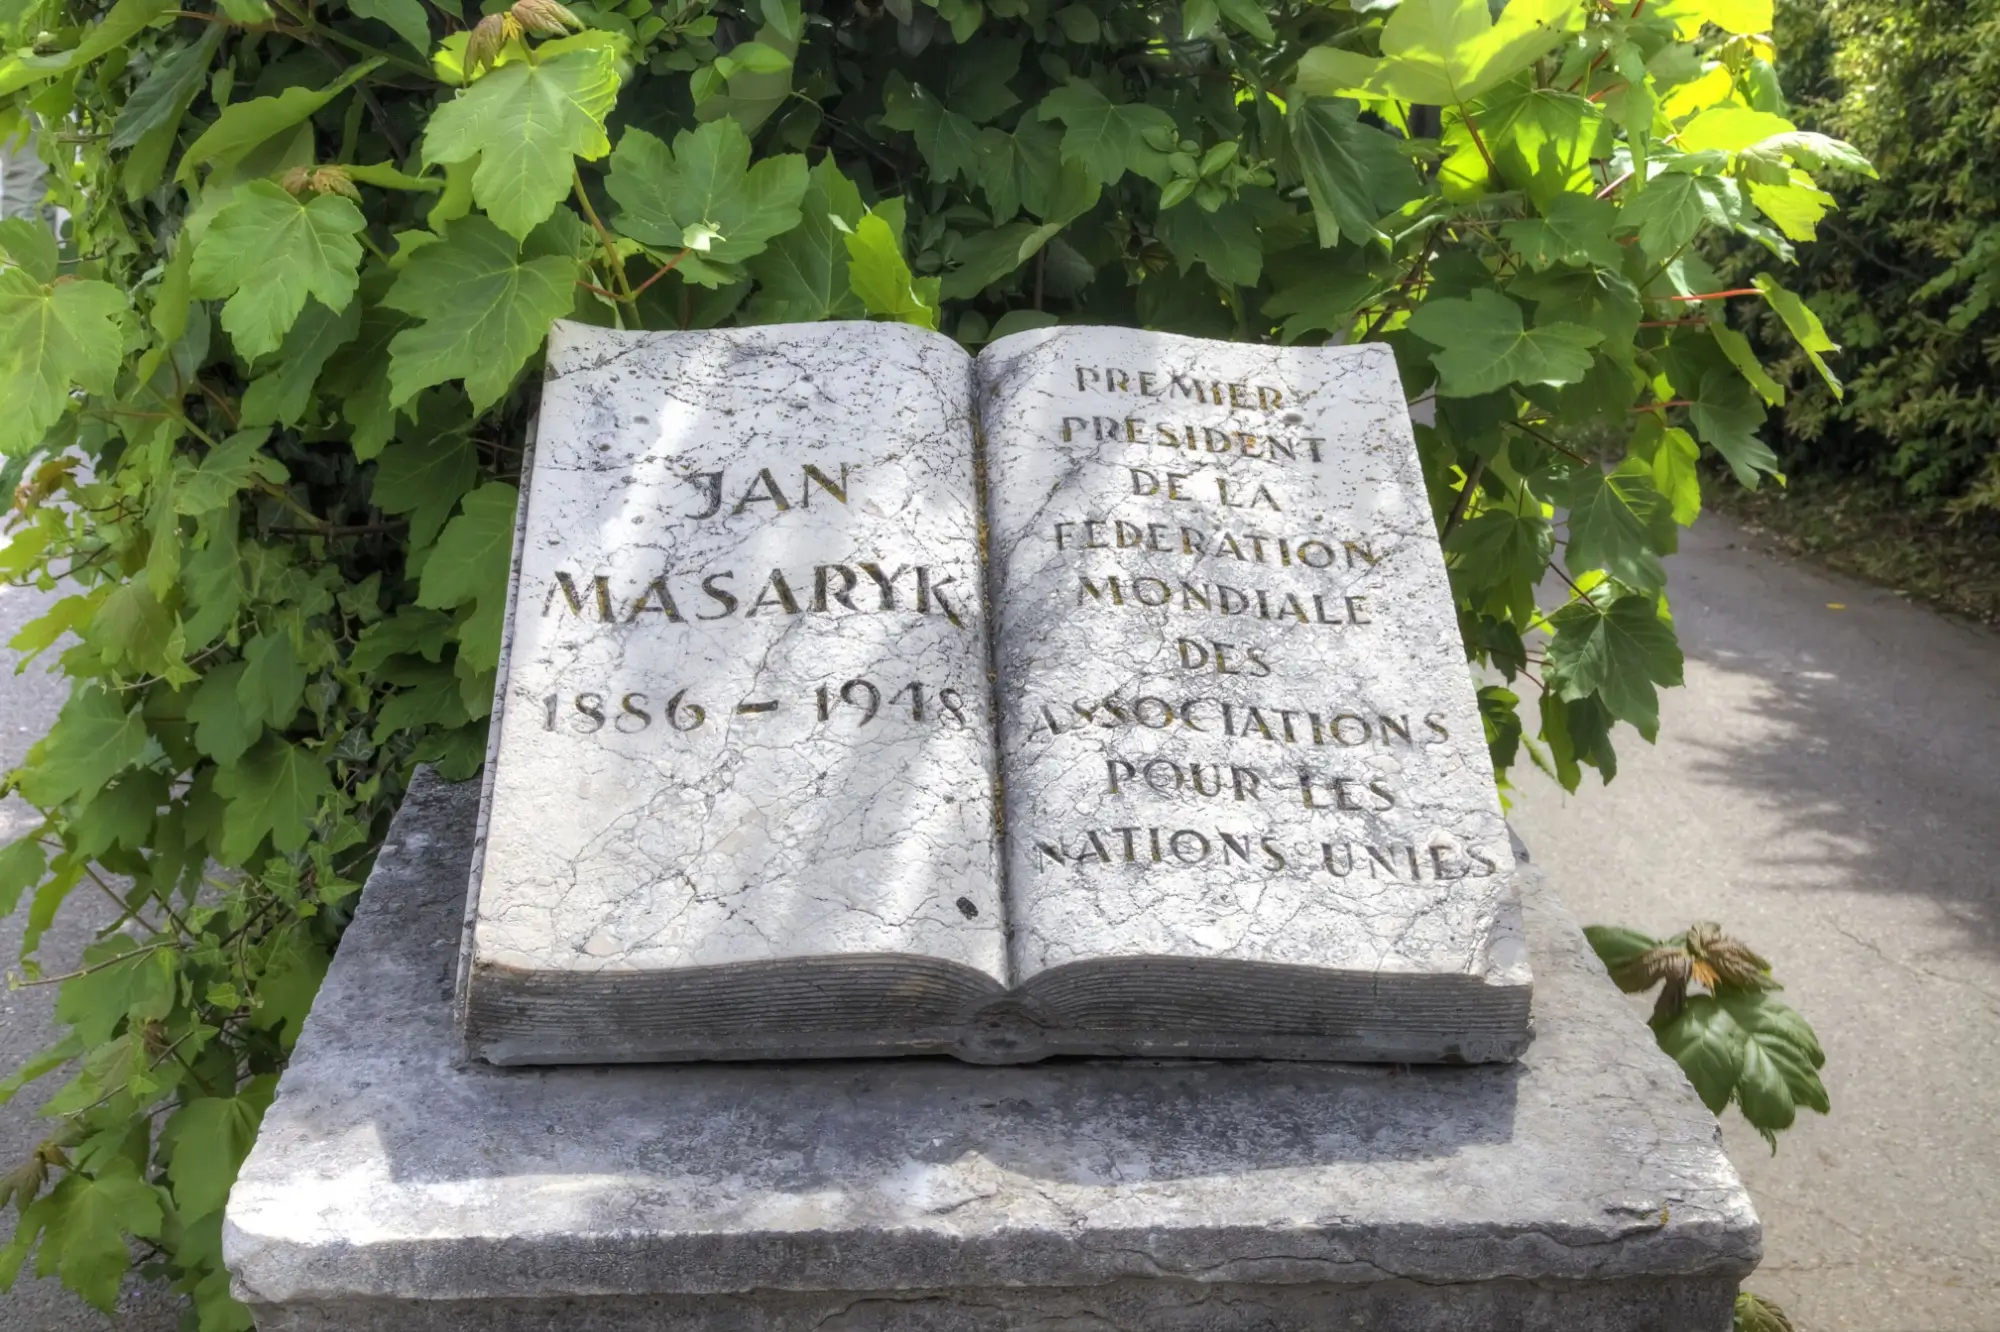 JAN
MASARYK
1886 - 1948
PREMIER
PRESIDENT
DE LA
FEDERATION
MONDIALE
DES
ASSOCIATIONS
POUR LES
NATIONS UNIES